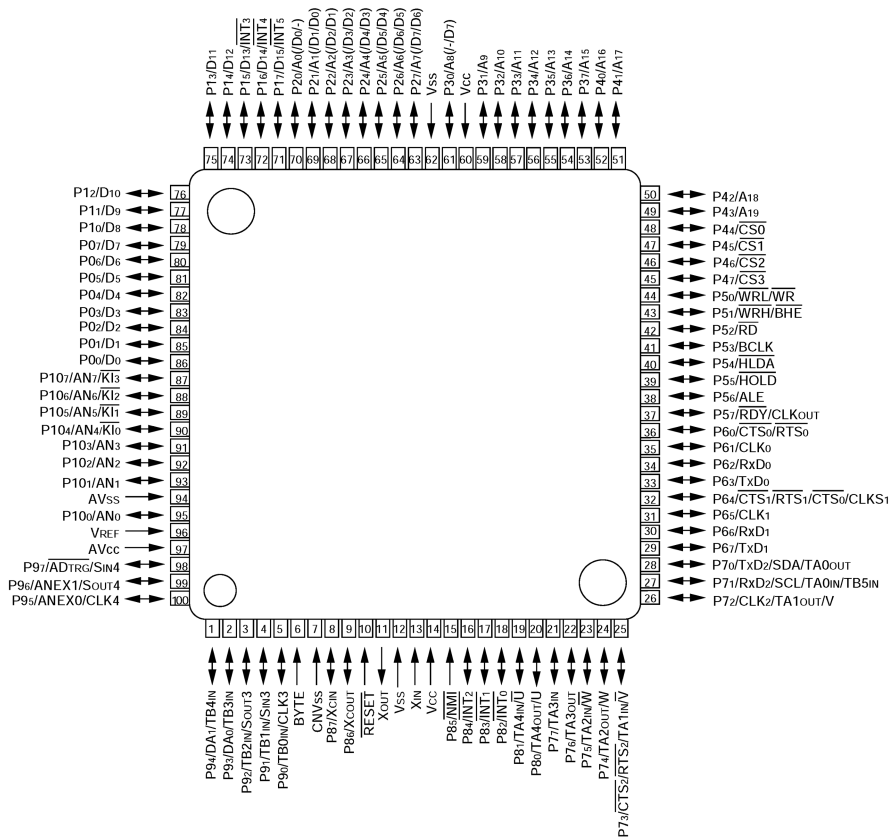 P13/D11
P14/D12
P15/D13/INT3
P16/D14/INT4
P17/D15/INT5
P20/A0(/D0/-)
P21/A1(/D1/D0)
P22/A2(/D2/D1)
P23/A3(/D3/D2)
P24/A4(/D4/D3)
P25/A5(/D5/D4)
P26/A6(/D6/D5)
P27/A7(/D7/D6)
Vss
P30/A8(/-/D7)
Vcc
P31/A9
P32/A10
P33/A11
P34/A12
P35/A13
P36/A14
P37/A15
P40/A16
P41/A17
75 74 73 72 71 70 69 68 67 66 65 64 63 62 61 60 59 58 57 56 55 54 53 52 51
P12/D10 76
P11/D9 77
P10/D8 78
P07/D7 79
P06/D6 80
P05/D5 81
P04/D4 82
P03/D3 83
P02/D2 84
P01/D1 85
P00/D0 86
P107/AN7/KI3 87
P106/AN6/KI2 88
P105/AN5/KI1 89
P104/AN4/KI0 90
P103/AN3 91
P102/AN2 92
P101/AN1 93
AVSS 94
P100/AN0 95
VREF 96
AVcc 97
P97/ADTRG/SIN4 98
P96/ANEX1/SOUT4 99
P95/ANEX0/CLK4 100
50 P42/A18
49 P43/A19
48 P44/CS0
47 P45/CS1
46 P46/CS2
45 P47/CS3
44 P50/WRL/WR
43 P51/WRH/BHE
42 P52/RD
41 P53/BCLK
40 P54/HLDA
39 P55/HOLD
38 P56/ALE
37 P57/RDY/CLKOUT
36 P60/CTS0/RTS0
35 P61/CLK0
34 P62/RxD0
33 P63/TxD0
32 P64/CTS1/RTS1/CTS0/CLKS1
31 P65/CLK1
30 P66/RxD1
29 P67/TxD1
28 P70/TxD2/SDA/TA0OUT
27 P71/RxD2/SCL/TA0IN/TB5IN
26 P72/CLK2/TA1OUT/V
1 2 3 4 5 6 7 8 9 10 11 12 13 14 15 16 17 18 19 20 21 22 23 24 25
P94/DA1/TB4IN
P93/DA0/TB3IN
P92/TB2IN/SOUT3
P91/TB1IN/SIN3
P90/TB0IN/CLK3
BYTE
CNVss
P87/XCIN
P86/XCOUT
RESET
XOUT
VSS
XIN
VCC
P85/NMI
P84/INT2
P83/INT1
P82/INT0
P81/TA4IN/U
P80/TA4OUT/U
P77/TA3IN
P76/TA3OUT
P75/TA2IN/W
P74/TA2OUT/W
P73/CTS2/RTS2/TA1IN/V